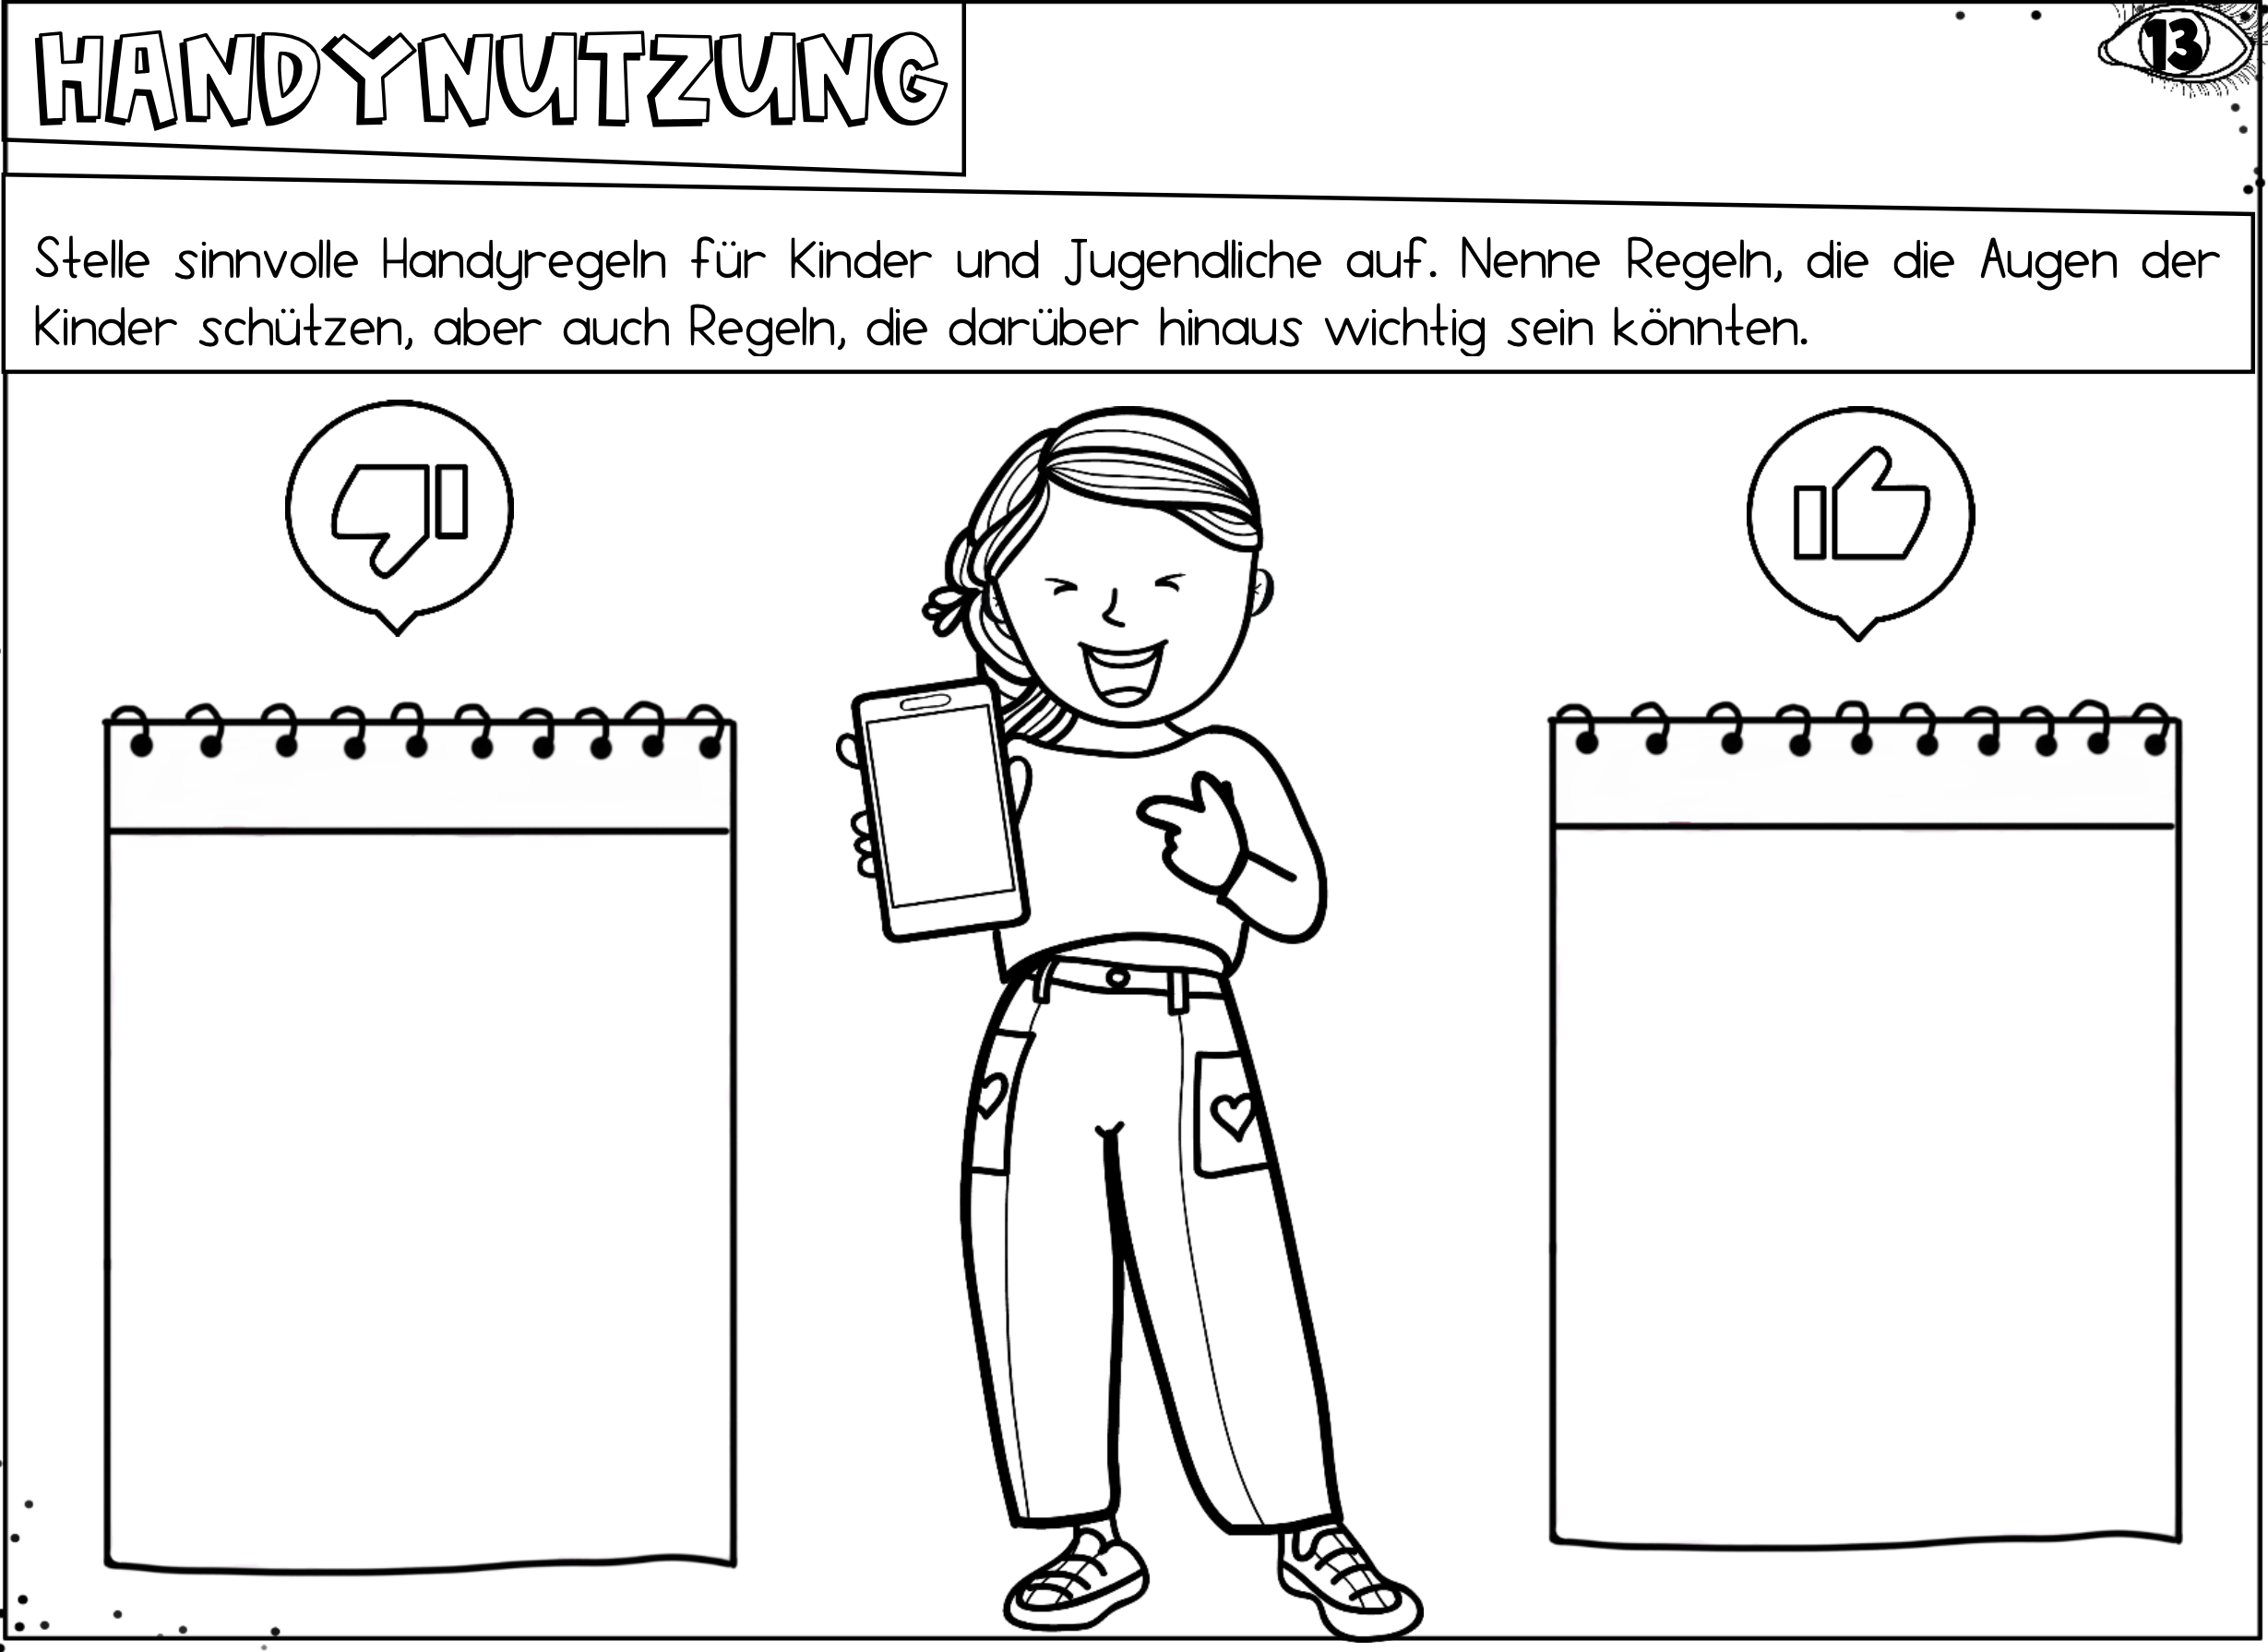 HANDYNUTZUNG
13
Stelle sinnvolle Handyregeln für Kinder und Jugendliche auf. Nenne Regeln, die die Augen der
Kinder schützen, aber auch Regeln, die darüber hinaus wichtig sein könnten.